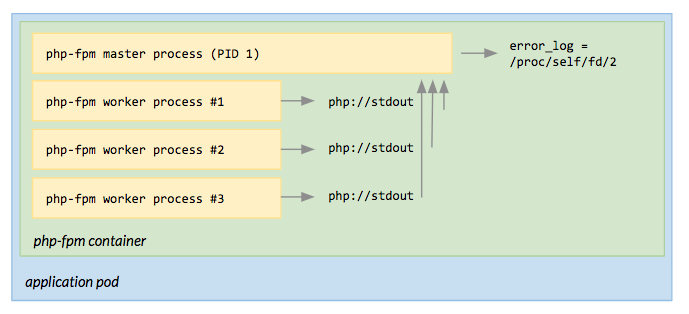 php-fpm master process (PID 1)
error_log =
/proc/self/fd/2
php-fpm worker process #1
php://stdout
php-fpm worker process #2
php://stdout
php-fpm worker process #3
php://stdout
php-fpm container
application pod